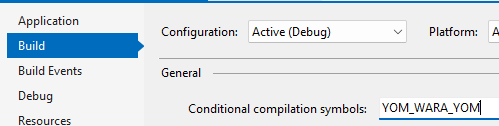 Application
Build
Build Events
Debug
Resources
Configuration: Active (Debug) Platform: A
General
Conditional compilation symbols: YOM_WARA_YOM